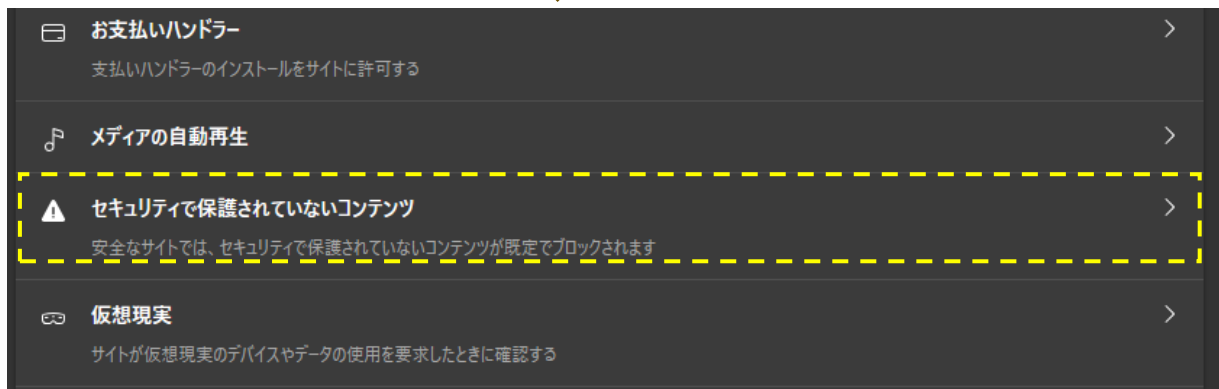 お支払いハンドラー
支払いハンドラーのインストールをサイトに許可する
メディアの自動再生
セキュリティで保護されていないコンテンツ
安全なサイトでは、セキュリティで保護されていないコンテンツが既定でブロックされます
仮想現実
サイトが仮想現実のデバイスやデータの使用を要求したときに確認する